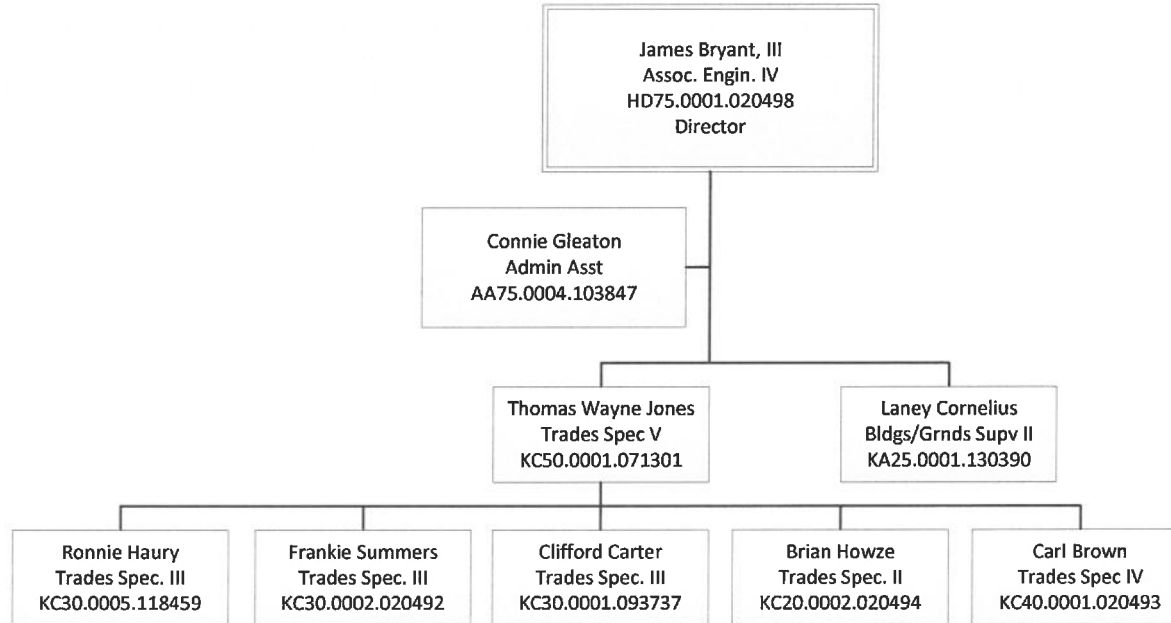 James Bryant, III
Assoc. Engin. IV
HD75.0001.020498
Director
Connie Gleaton
Admin Asst
AA75.0004.103847
Thomas Wayne Jones
Trades Spec V
KC50.0001.071301
Laney Cornelius
Bldgs/Grnds Supv II
KA25.0001.130390
Ronnie Haury
Trades Spec. III
KC30.0005.118459
Frankie Summers
Trades Spec. III
KC30.0002.020492
Clifford Carter
Trades Spec. III
KC30.0001.093737
Brian Howze
Trades Spec. II
KC20.0002.020494
Carl Brown
Trades Spec IV
KC40.0001.020493